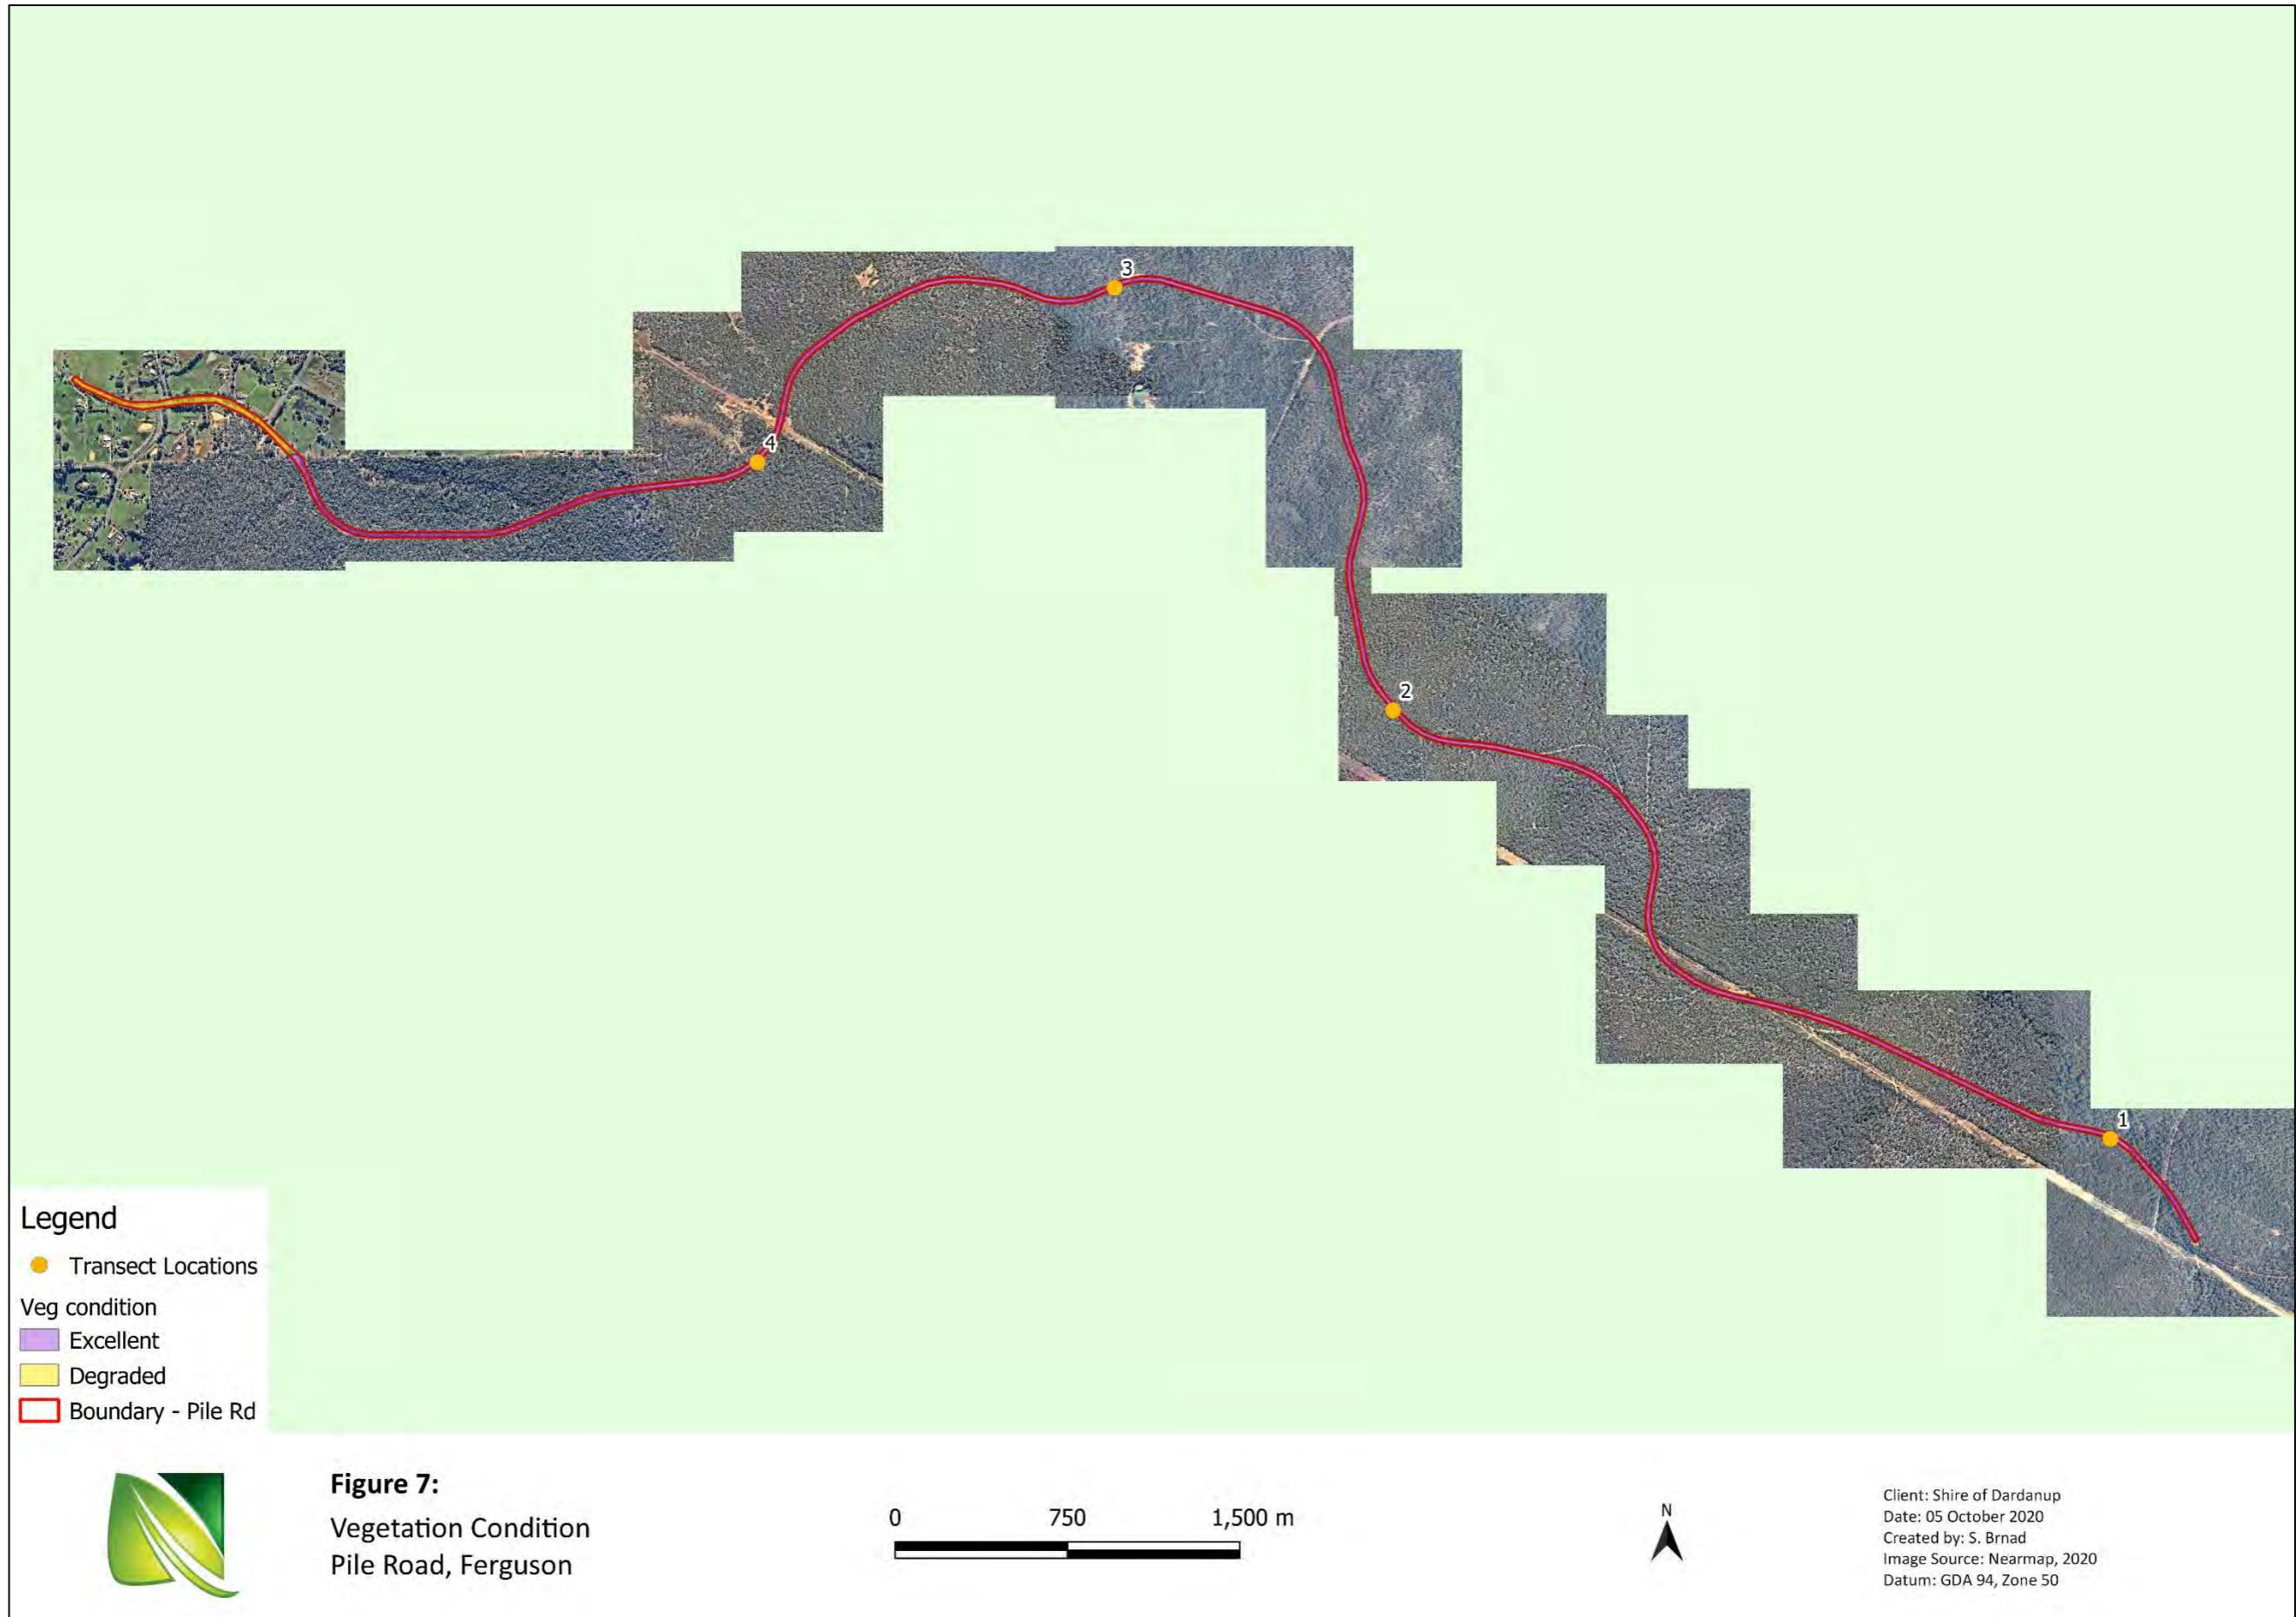 3
4
2
1
Legend
Transect Locations
Veg condition
Excellent
Degraded
Boundary - Pile Rd
Figure 7:
Vegetation Condition
Pile Road, Ferguson
0 750 1,500 m
N
Client: Shire of Dardanup
Date: 05 October 2020
Created by: S. Brnad
Image Source: Nearmap, 2020
Datum: GDA 94, Zone 50